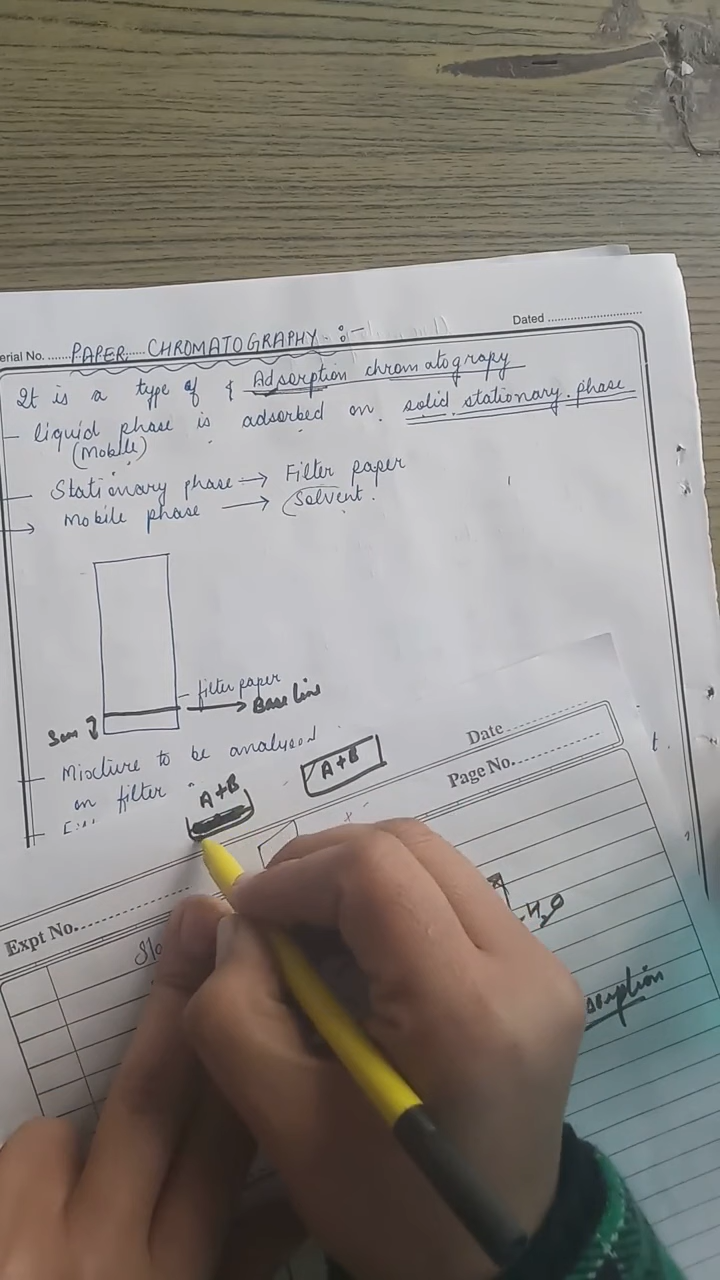 erial No. ....... PAPER ..... CHROMATOGRAPHY :-
Dated ............................
It is a type of Adsorption chromatograpy
- liquid phase is adsorbed on solid stationary phase
(Mobile)
- Stationary phase → Filter paper
→ Mobile phase → Solvent.
- filter paper
→ Base line
- Mixture to be analysed
on filter
A+B
A+B
Date
Page No.
Expt No.
H₂O
sorption